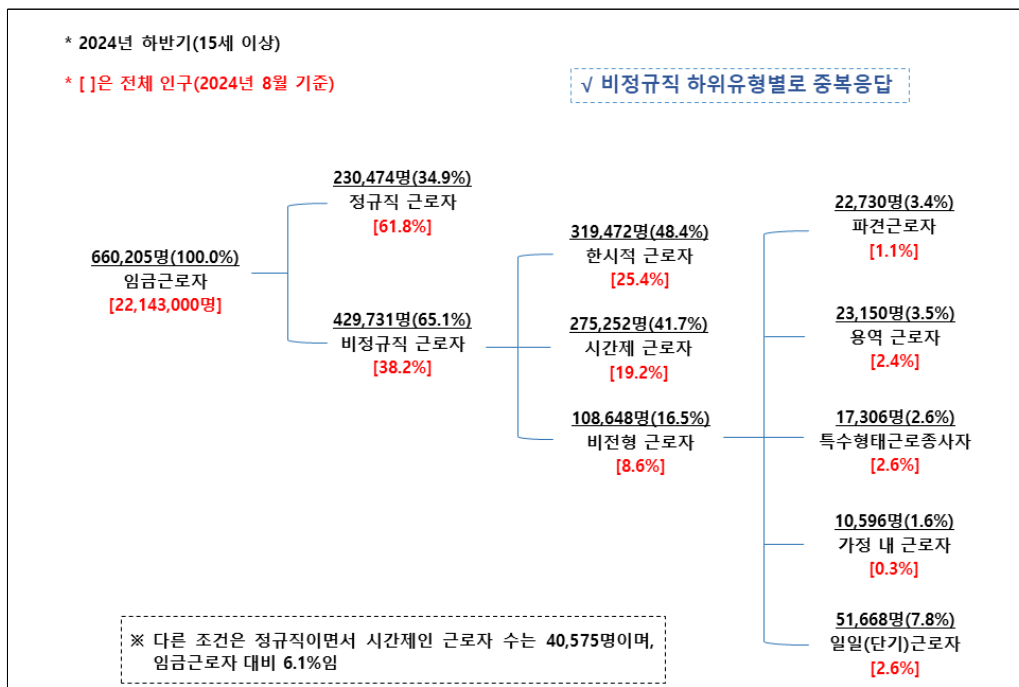 * 2024년 하반기(15세 이상)
* [ ]은 전체 인구(2024년 8월 기준)
√ 비정규직 하위유형별로 중복응답
660,205명(100.0%)
임금근로자
[22,143,000명]
230,474명(34.9%)
정규직 근로자
[61.8%]
429,731명(65.1%)
비정규직 근로자
[38.2%]
319,472명(48.4%)
한시적 근로자
[25.4%]
275,252명(41.7%)
시간제 근로자
[19.2%]
108,648명(16.5%)
비전형 근로자
[8.6%]
22,730명(3.4%)
파견근로자
[1.1%]
23,150명(3.5%)
용역 근로자
[2.4%]
17,306명(2.6%)
특수형태근로종사자
[2.6%]
10,596명(1.6%)
가정 내 근로자
[0.3%]
51,668명(7.8%)
일일(단기)근로자
[2.6%]
※ 다른 조건은 정규직이면서 시간제인 근로자 수는 40,575명이며,
임금근로자 대비 6.1%임